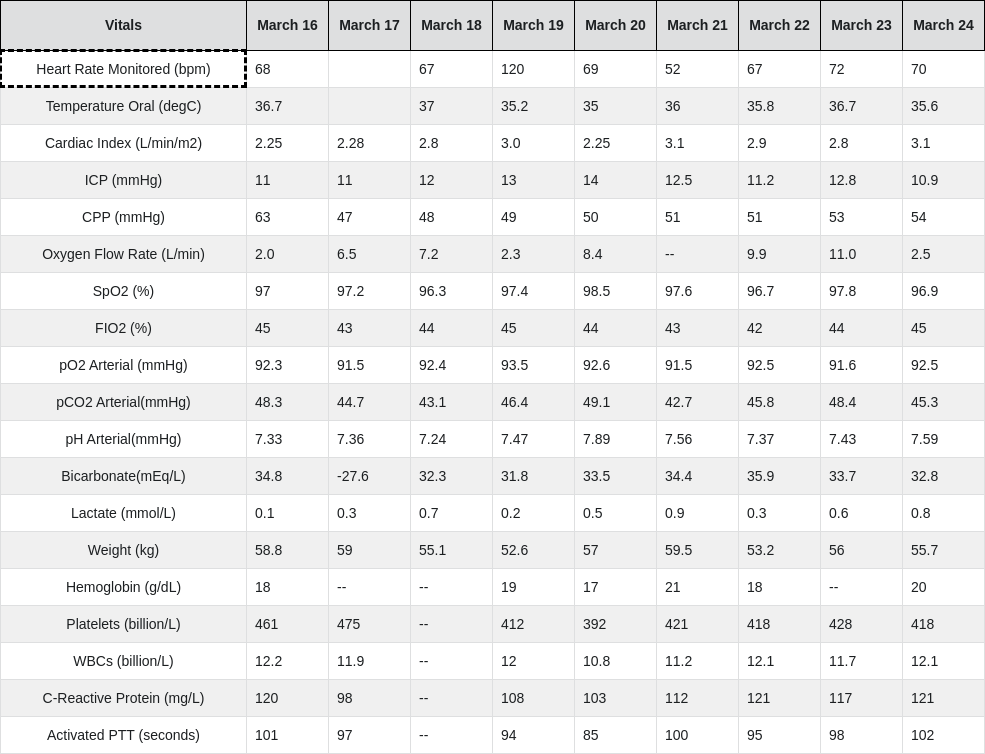 Vitals March 16 March 17 March 18 March 19 March 20 March 21 March 22 March 23 March 24
Heart Rate Monitored (bpm) 68 67 120 69 52 67 72 70
Temperature Oral (degC) 36.7 37 35.2 35 36 35.8 36.7 35.6
Cardiac Index (L/min/m2) 2.25 2.28 2.8 3.0 2.25 3.1 2.9 2.8 3.1
ICP (mmHg) 11 11 12 13 14 12.5 11.2 12.8 10.9
CPP (mmHg) 63 47 48 49 50 51 51 53 54
Oxygen Flow Rate (L/min) 2.0 6.5 7.2 2.3 8.4 -- 9.9 11.0 2.5
SpO2 (%) 97 97.2 96.3 97.4 98.5 97.6 96.7 97.8 96.9
FIO2 (%) 45 43 44 45 44 43 42 44 45
pO2 Arterial (mmHg) 92.3 91.5 92.4 93.5 92.6 91.5 92.5 91.6 92.5
pCO2 Arterial(mmHg) 48.3 44.7 43.1 46.4 49.1 42.7 45.8 48.4 45.3
pH Arterial(mmHg) 7.33 7.36 7.24 7.47 7.89 7.56 7.37 7.43 7.59
Bicarbonate(mEq/L) 34.8 -27.6 32.3 31.8 33.5 34.4 35.9 33.7 32.8
Lactate (mmol/L) 0.1 0.3 0.7 0.2 0.5 0.9 0.3 0.6 0.8
Weight (kg) 58.8 59 55.1 52.6 57 59.5 53.2 56 55.7
Hemoglobin (g/dL) 18 -- -- 19 17 21 18 -- 20
Platelets (billion/L) 461 475 -- 412 392 421 418 428 418
WBCs (billion/L) 12.2 11.9 -- 12 10.8 11.2 12.1 11.7 12.1
C-Reactive Protein (mg/L) 120 98 -- 108 103 112 121 117 121
Activated PTT (seconds) 101 97 -- 94 85 100 95 98 102